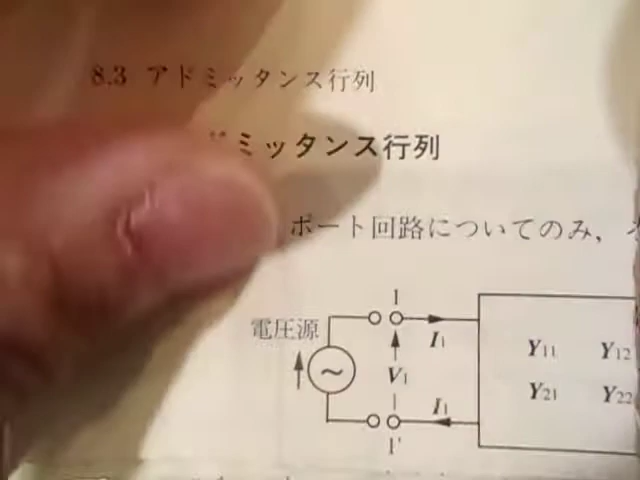 8.3 アドミッタンス行列
ミッタンス行列
ポート回路についてのみ,
電圧源
1
I1
V1
I1
1'
Y11 Y12
Y21 Y22